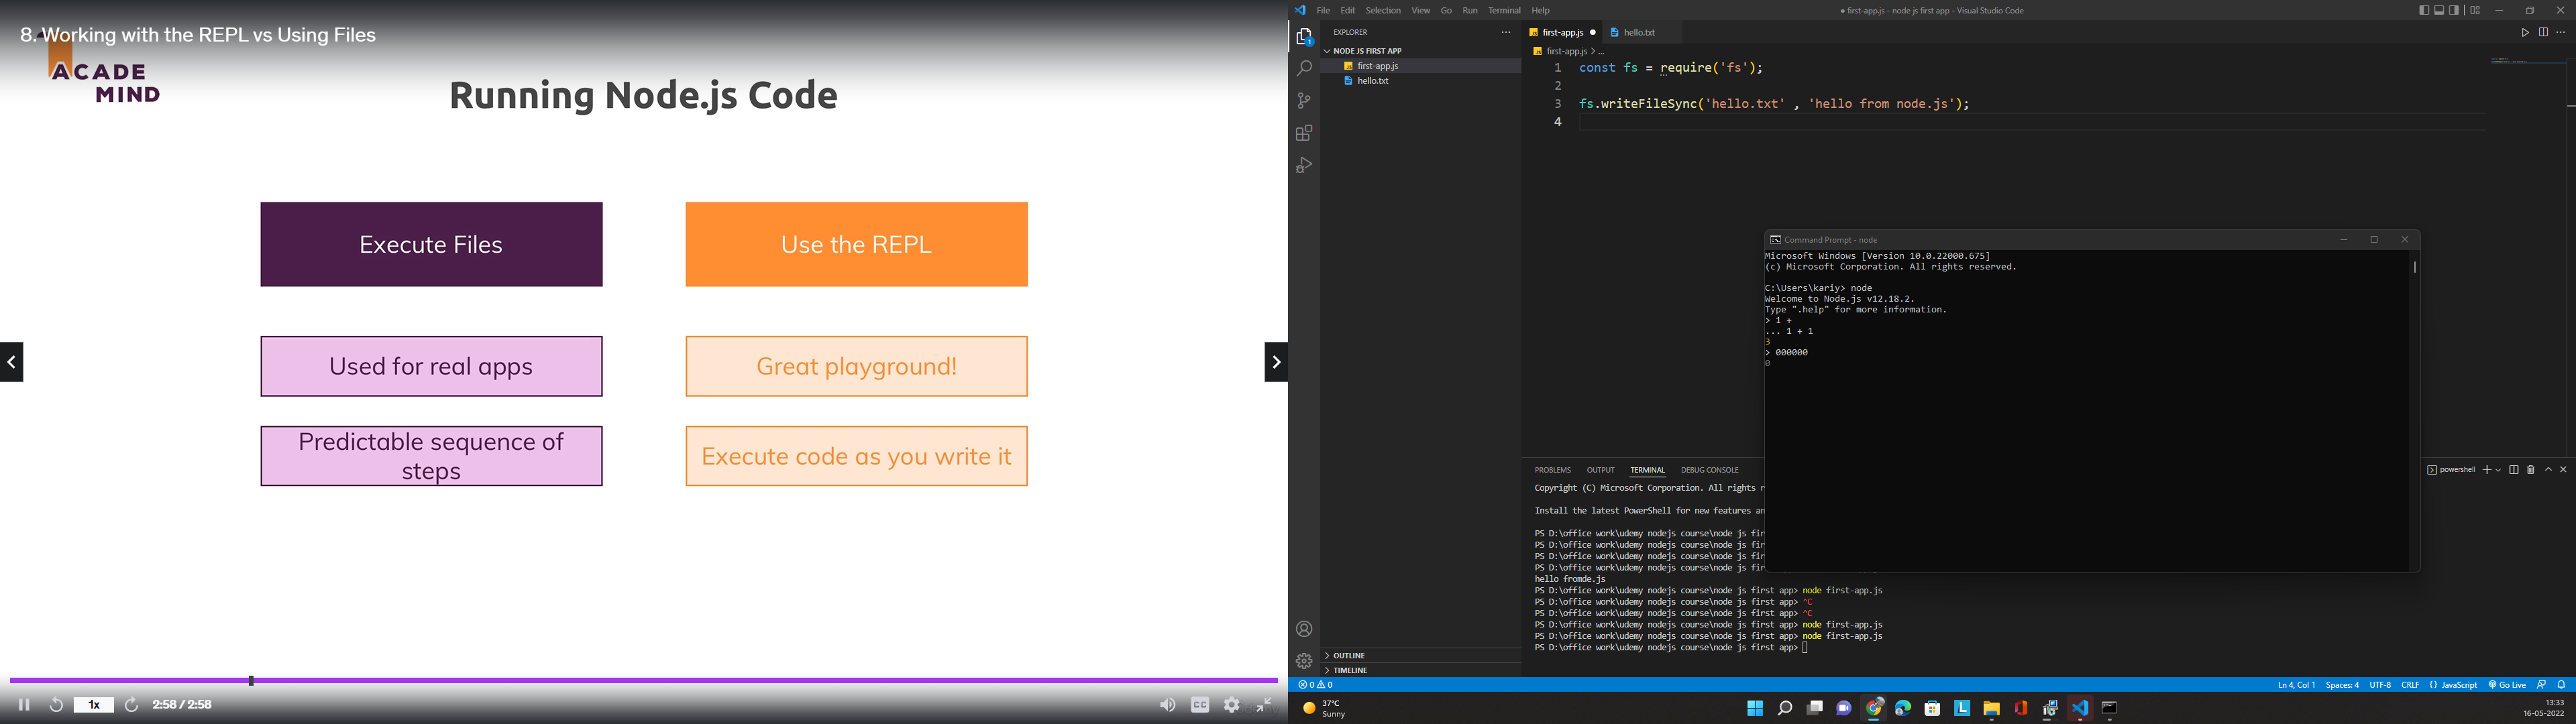 8. Working with the REPL vs Using Files
ACADE
MIND
Running Node.js Code
Execute Files
Use the REPL
Used for real apps
Great playground!
Predictable sequence of
steps
Execute code as you write it
1x
2:58 / 2:58
CC
File Edit Selection View Go Run Terminal Help
● first-app.js - node js first app - Visual Studio Code
EXPLORER
NODE JS FIRST APP
first-app.js
hello.txt
OUTLINE
TIMELINE
first-app.js ● hello.txt
first-app.js > ...
1 const fs = require('fs');
2
3 fs.writeFileSync('hello.txt' , 'hello from node.js');
4
Command Prompt - node
Microsoft Windows [Version 10.0.22000.675]
(c) Microsoft Corporation. All rights reserved.
C:\Users\kariy> node
Welcome to Node.js v12.18.2.
Type ".help" for more information.
> 1 +
... 1 + 1
3
> 000000
0
PROBLEMS OUTPUT TERMINAL DEBUG CONSOLE
powershell
Copyright (C) Microsoft Corporation. All rights r
Install the latest PowerShell for new features an
PS D:\office work\udemy nodejs course\node js fir
PS D:\office work\udemy nodejs course\node js fir
PS D:\office work\udemy nodejs course\node js fir
PS D:\office work\udemy nodejs course\node js fir
hello fromde.js
PS D:\office work\udemy nodejs course\node js first app> node first-app.js
PS D:\office work\udemy nodejs course\node js first app> ^C
PS D:\office work\udemy nodejs course\node js first app> ^C
PS D:\office work\udemy nodejs course\node js first app> node first-app.js
PS D:\office work\udemy nodejs course\node js first app> node first-app.js
PS D:\office work\udemy nodejs course\node js first app>
0 0
Ln 4, Col 1 Spaces: 4 UTF-8 CRLF {} JavaScript Go Live
37°C
Sunny
13:33
16-05-2022